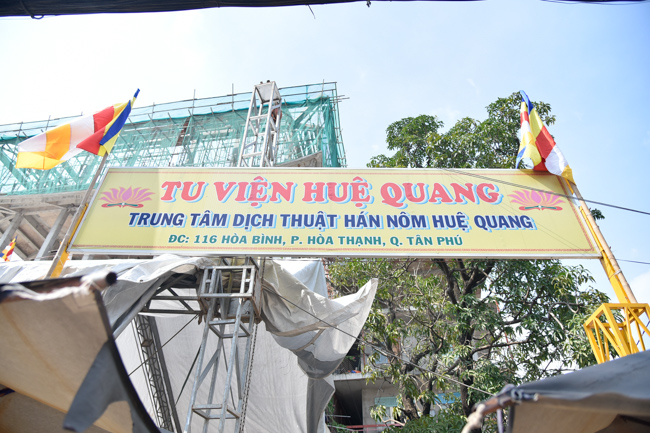 TU VIỆN HUỆ QUANG
TRUNG TÂM DỊCH THUẬT HÁN NÔM HUỆ QUANG
ĐC: 116 HÒA BÌNH, P. HÒA THẠNH, Q. TÂN PHÚ